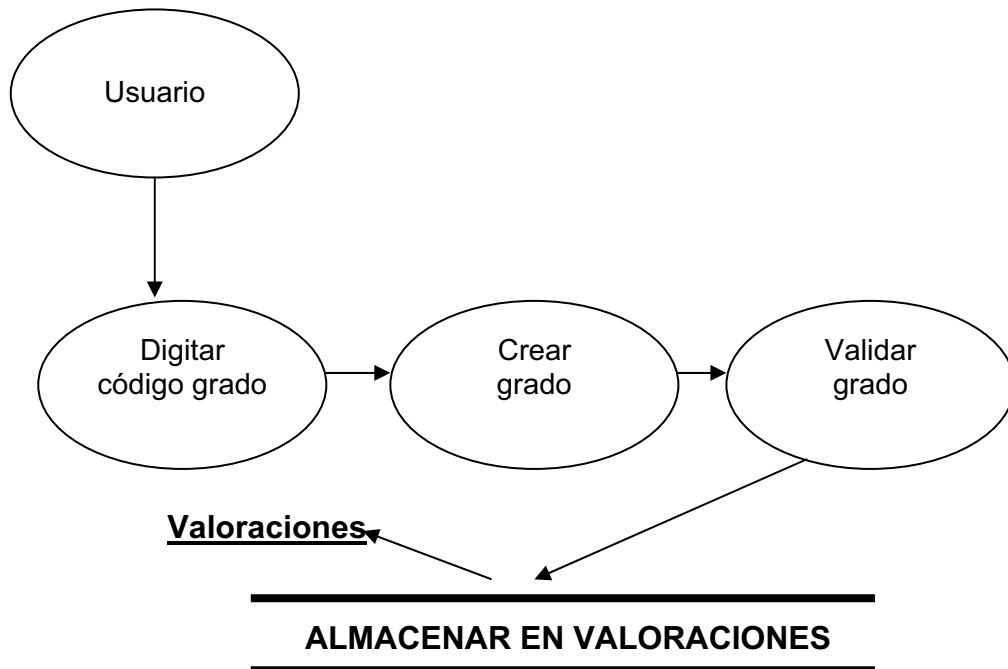 Usuario
Digitar
código grado
Crear
grado
Validar
grado
Valoraciones
ALMACENAR EN VALORACIONES